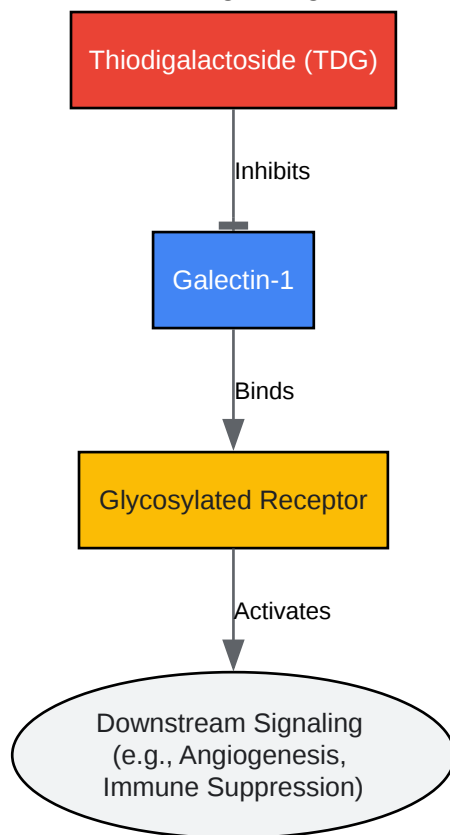 Thiodigalactoside (TDG)
Inhibits
Galectin-1
Binds
Glycosylated Receptor
Activates
Downstream Signaling
(e.g., Angiogenesis,
Immune Suppression)